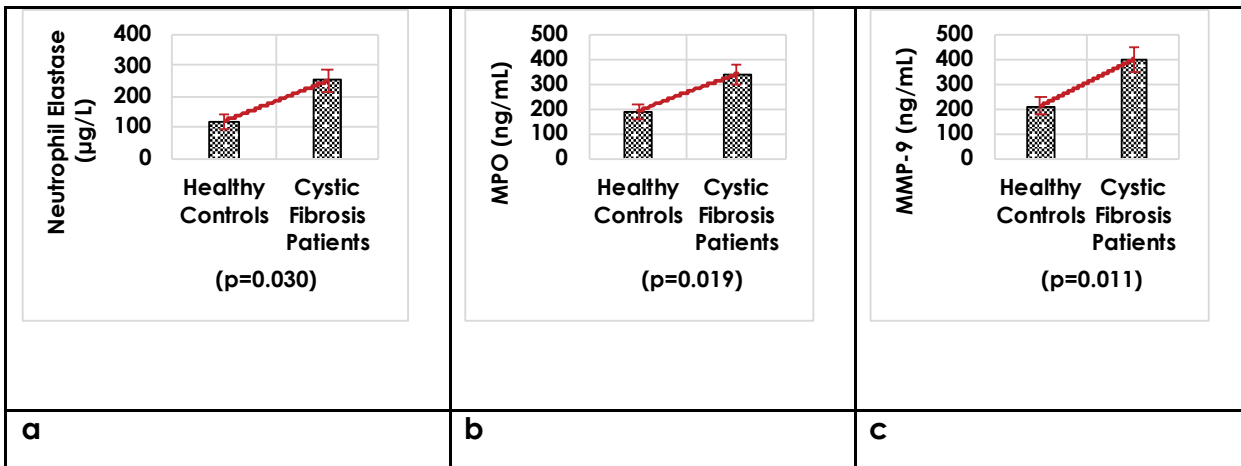 Neutrophil Elastase
(µg/L)
400
300
200
100
0
Healthy
Controls
Cystic
Fibrosis
Patients
(p=0.030)
MPO (ng/mL)
500
400
300
200
100
0
Healthy
Controls
Cystic
Fibrosis
Patients
(p=0.019)
MMP-9 (ng/mL)
500
400
300
200
100
0
Healthy
Controls
Cystic
Fibrosis
Patients
(p=0.011)
a
b
c